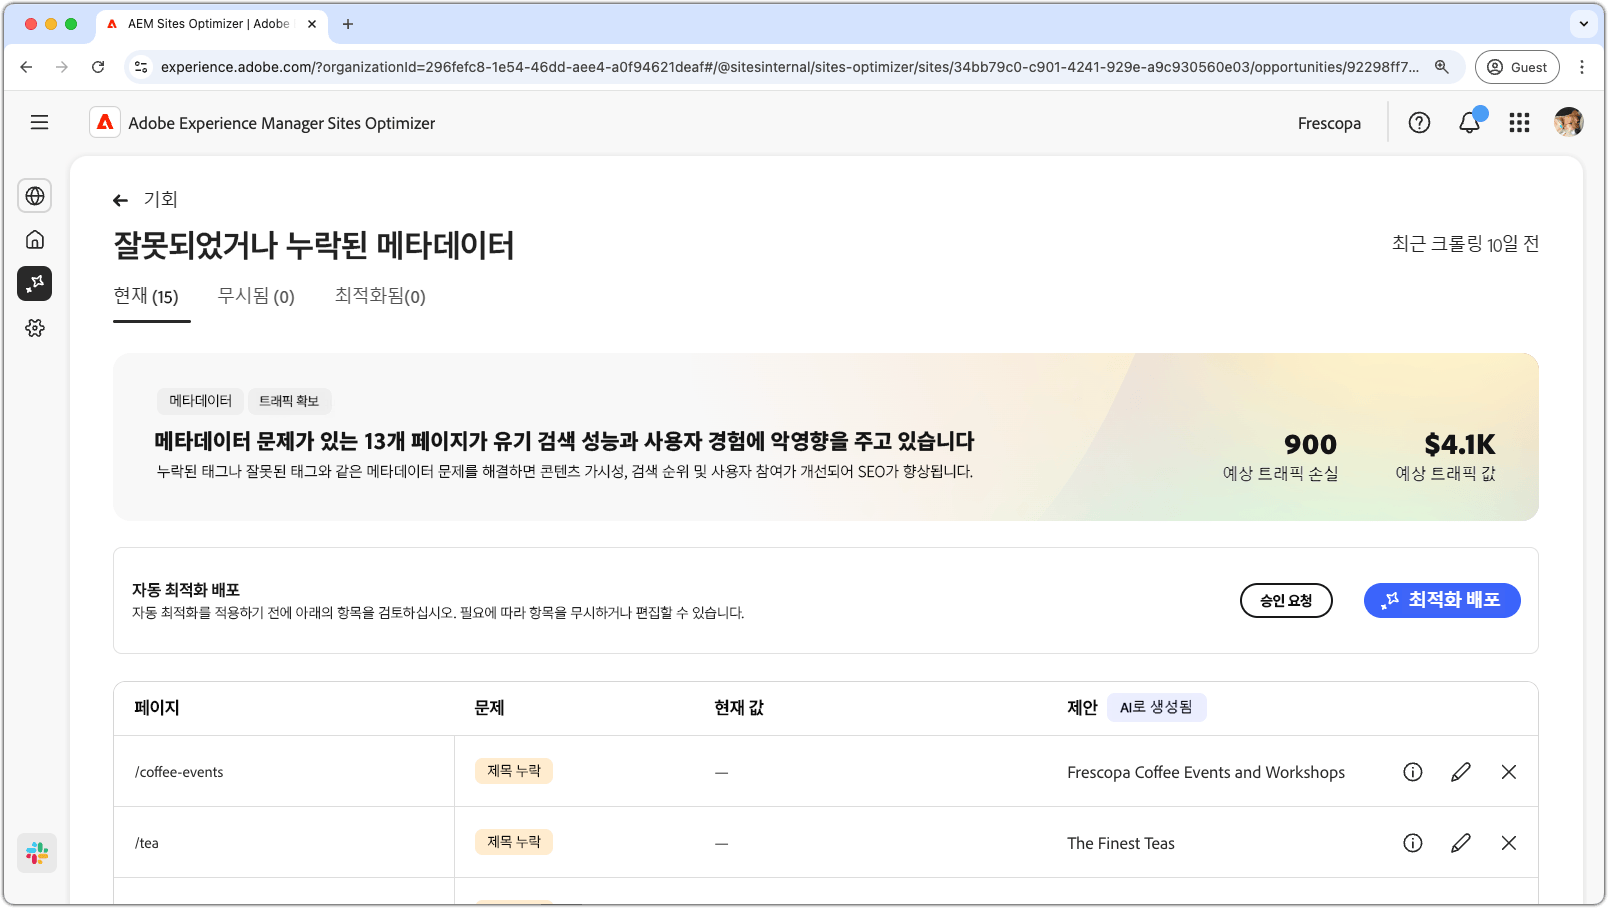 AEM Sites Optimizer | Adobe
experience.adobe.com/?organizationId=296fefc8-1e54-46dd-aee4-a0f94621deaf#/@sitesinternal/sites-optimizer/sites/34bb79c0-c901-4241-929e-a9c930560e03/opportunities/92298ff7...
Guest
Adobe Experience Manager Sites Optimizer
Frescopa
기회
잘못되었거나 누락된 메타데이터
최근 크롤링 10일 전
현재 (15)
무시됨 (0)
최적화됨(0)
메타데이터
트래픽 확보
메타데이터 문제가 있는 13개 페이지가 유기 검색 성능과 사용자 경험에 악영향을 주고 있습니다
누락된 태그나 잘못된 태그와 같은 메타데이터 문제를 해결하면 콘텐츠 가시성, 검색 순위 및 사용자 참여가 개선되어 SEO가 향상됩니다.
900
예상 트래픽 손실
$4.1K
예상 트래픽 값
자동 최적화 배포
자동 최적화를 적용하기 전에 아래의 항목을 검토하십시오. 필요에 따라 항목을 무시하거나 편집할 수 있습니다.
승인 요청
최적화 배포
페이지
문제
현재 값
제안
AI로 생성됨
/coffee-events
제목 누락
—
Frescopa Coffee Events and Workshops
/tea
제목 누락
—
The Finest Teas